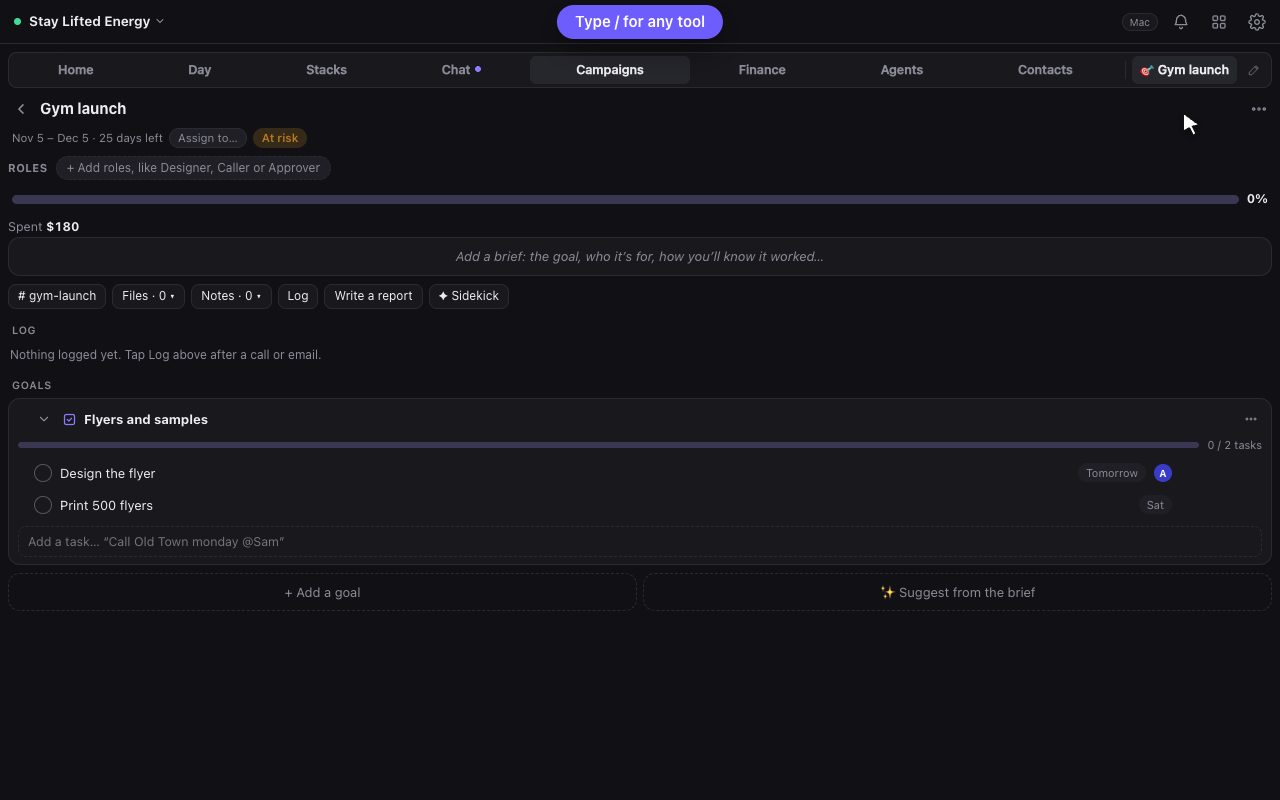 Stay Lifted Energy
Type / for any tool
Mac
Home Day Stacks Chat Campaigns Finance Agents Contacts 🎯 Gym launch
Gym launch
Nov 5 – Dec 5 · 25 days left Assign to… At risk
ROLES + Add roles, like Designer, Caller or Approver
0%
Spent $180
Add a brief: the goal, who it's for, how you'll know it worked…
# gym-launch Files · 0 ▾ Notes · 0 ▾ Log Write a report ✦ Sidekick
LOG
Nothing logged yet. Tap Log above after a call or email.
GOALS
Flyers and samples
0 / 2 tasks
Design the flyer Tomorrow A
Print 500 flyers Sat
Add a task… “Call Old Town monday @Sam”
+ Add a goal ✨ Suggest from the brief